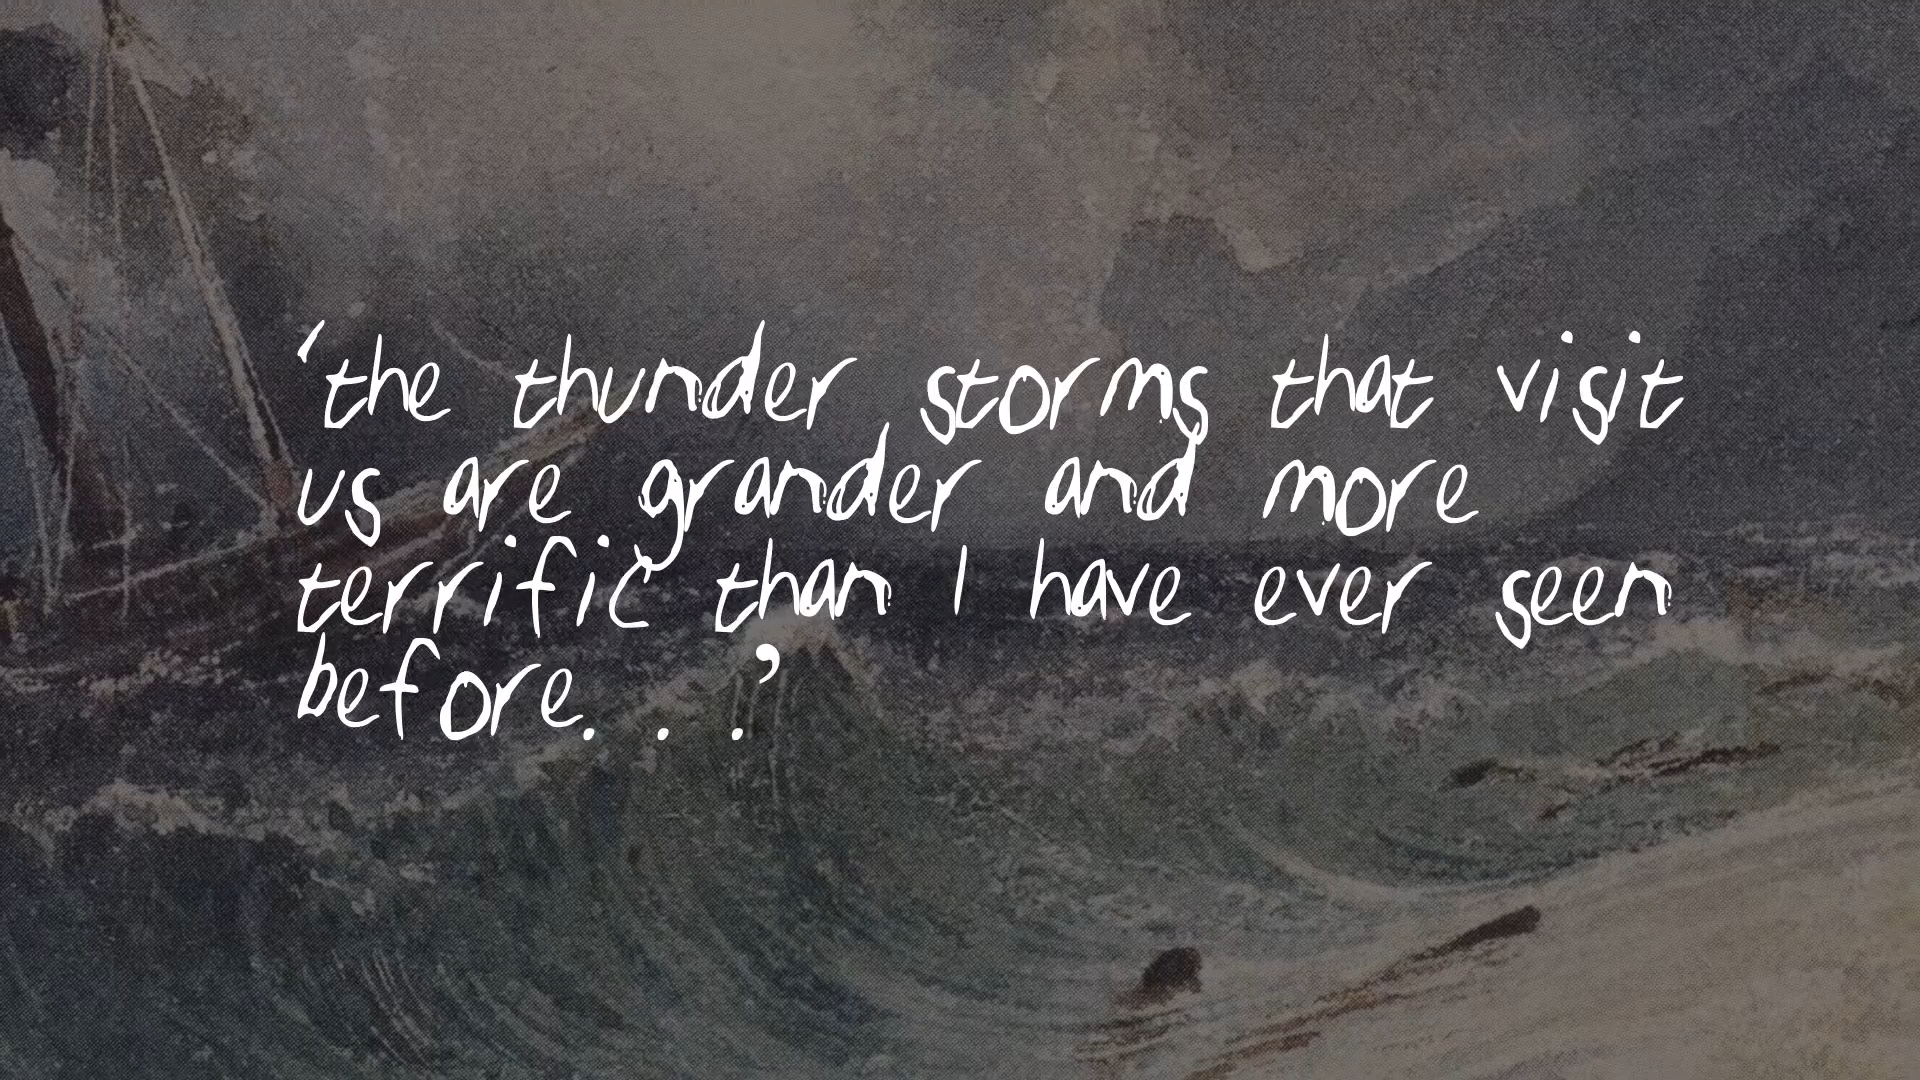 ‘the thunder storms that visit
us are grander and more
terrific than I have ever seen
before. . .’